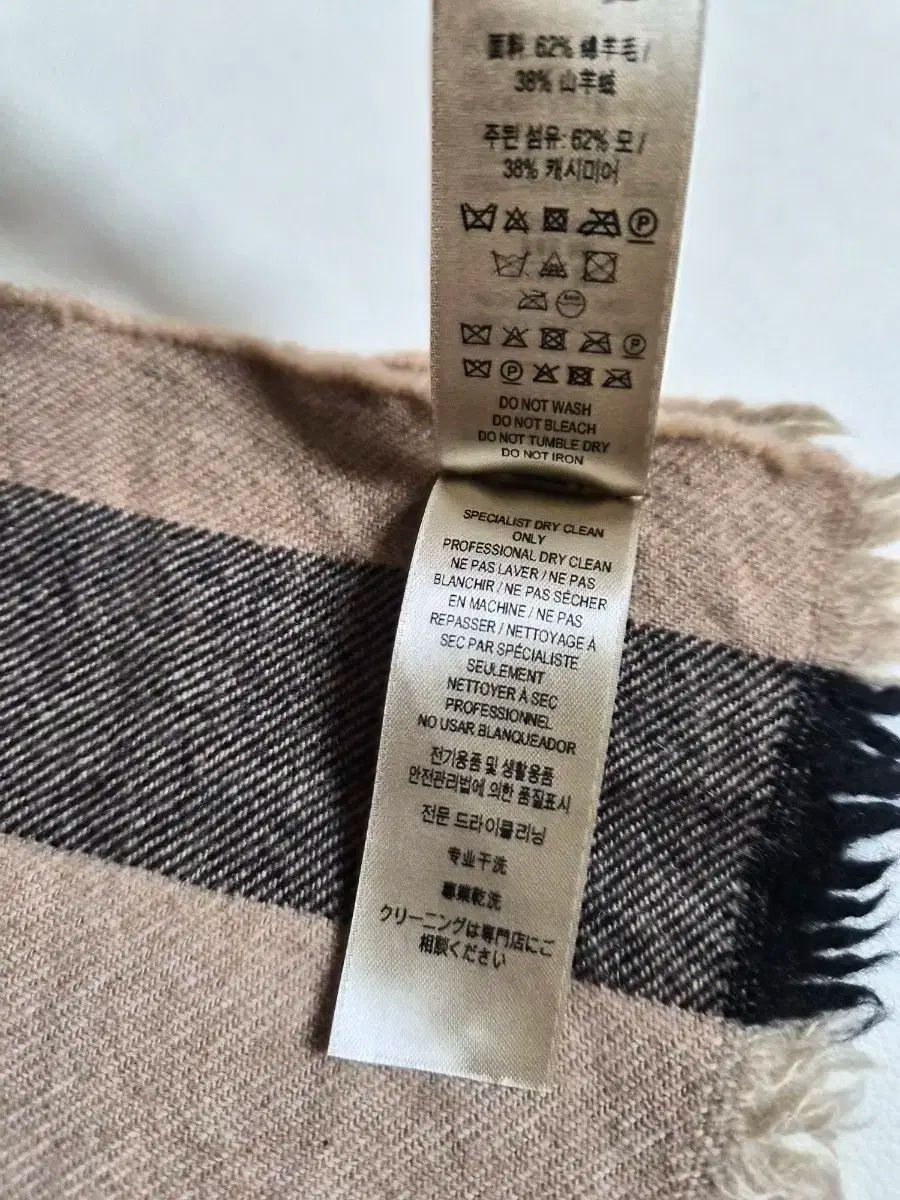 面料: 62% 绵羊毛 /
38% 山羊绒
주된 섬유: 62% 모 /
38% 캐시미어
P
P
P
DO NOT WASH
DO NOT BLEACH
DO NOT TUMBLE DRY
DO NOT IRON
SPECIALIST DRY CLEAN
ONLY
PROFESSIONAL DRY CLEAN
NE PAS LAVER / NE PAS
BLANCHIR / NE PAS SÉCHER
EN MACHINE / NE PAS
REPASSER / NETTOYAGE À
SEC PAR SPÉCIALISTE
SEULEMENT
NETTOYER À SEC
PROFESSIONNEL
NO USAR BLANQUEADOR
전기용품 및 생활용품
안전관리법에 의한 품질표시
전문 드라이클리닝
专业干洗
專業乾洗
クリーニングは専門店にご
相談ください